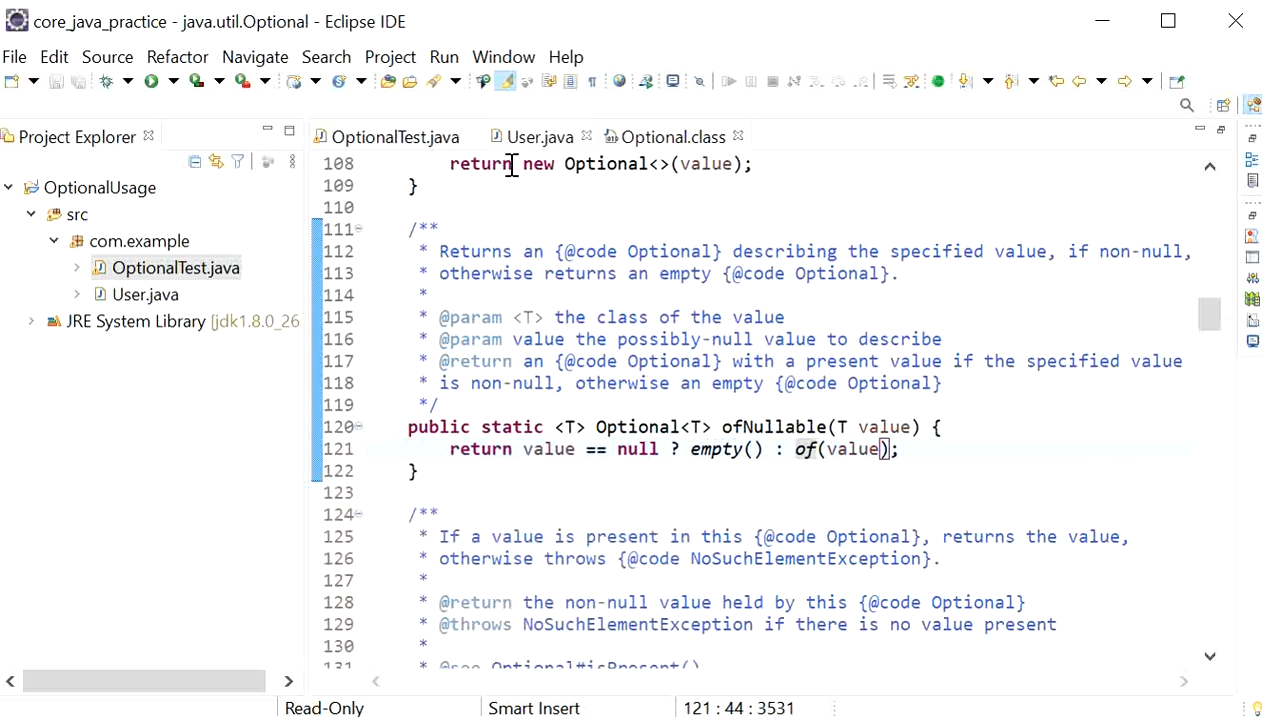 core_java_practice - java.util.Optional - Eclipse IDE
File Edit Source Refactor Navigate Search Project Run Window Help
Project Explorer
OptionalTest.java User.java Optional.class
OptionalUsage
src
com.example
OptionalTest.java
User.java
JRE System Library [jdk1.8.0_26
108 return new Optional<>(value);
109 }
110
111 /**
112 * Returns an {@code Optional} describing the specified value, if non-null,
113 * otherwise returns an empty {@code Optional}.
114 *
115 * @param <T> the class of the value
116 * @param value the possibly-null value to describe
117 * @return an {@code Optional} with a present value if the specified value
118 * is non-null, otherwise an empty {@code Optional}
119 */
120 public static <T> Optional<T> ofNullable(T value) {
121 return value == null ? empty() : of(value);
122 }
123
124 /**
125 * If a value is present in this {@code Optional}, returns the value,
126 * otherwise throws {@code NoSuchElementException}.
127 *
128 * @return the non-null value held by this {@code Optional}
129 * @throws NoSuchElementException if there is no value present
130 *
131 * @see Optional#isPresent()
Read-Only Smart Insert 121 : 44 : 3531